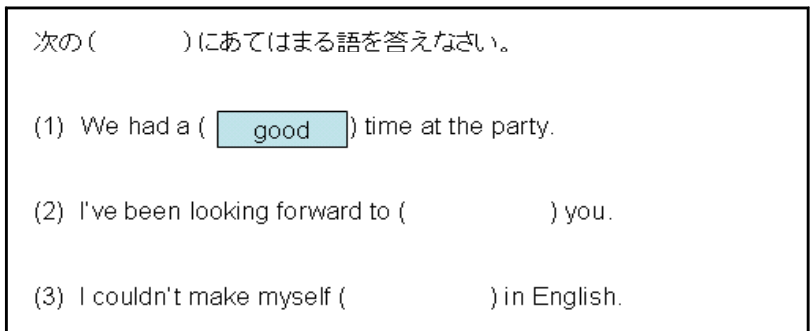 次の(　　　)にあてはまる語を答えなさい。
(1) We had a ( good ) time at the party.
(2) I've been looking forward to (　　　) you.
(3) I couldn't make myself (　　　) in English.